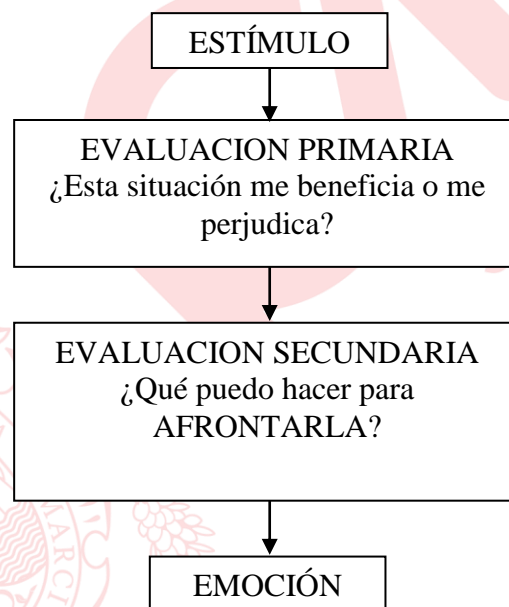 ESTÍMULO
EVALUACION PRIMARIA
¿Esta situación me beneficia o me
perjudica?
EVALUACION SECUNDARIA
¿Qué puedo hacer para
AFRONTARLA?
EMOCIÓN